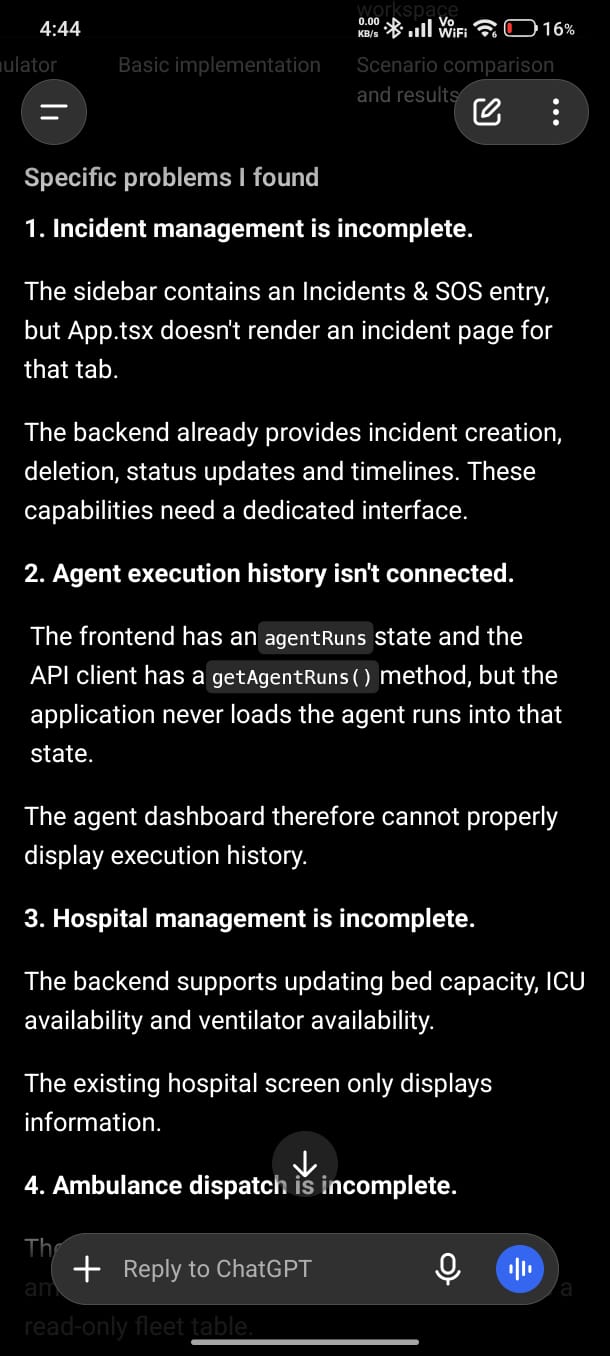 workspace
4:44
0.00 KB/s
Vo WiFi
6
16%
ulator Basic implementation Scenario comparison
and results
Specific problems I found
1. Incident management is incomplete.
The sidebar contains an Incidents & SOS entry,
but App.tsx doesn't render an incident page for
that tab.
The backend already provides incident creation,
deletion, status updates and timelines. These
capabilities need a dedicated interface.
2. Agent execution history isn't connected.
The frontend has an agentRuns state and the
API client has a getAgentRuns() method, but the
application never loads the agent runs into that
state.
The agent dashboard therefore cannot properly
display execution history.
3. Hospital management is incomplete.
The backend supports updating bed capacity, ICU
availability and ventilator availability.
The existing hospital screen only displays
information.
4. Ambulance dispatch is incomplete.
Reply to ChatGPT
a
read-only fleet table.